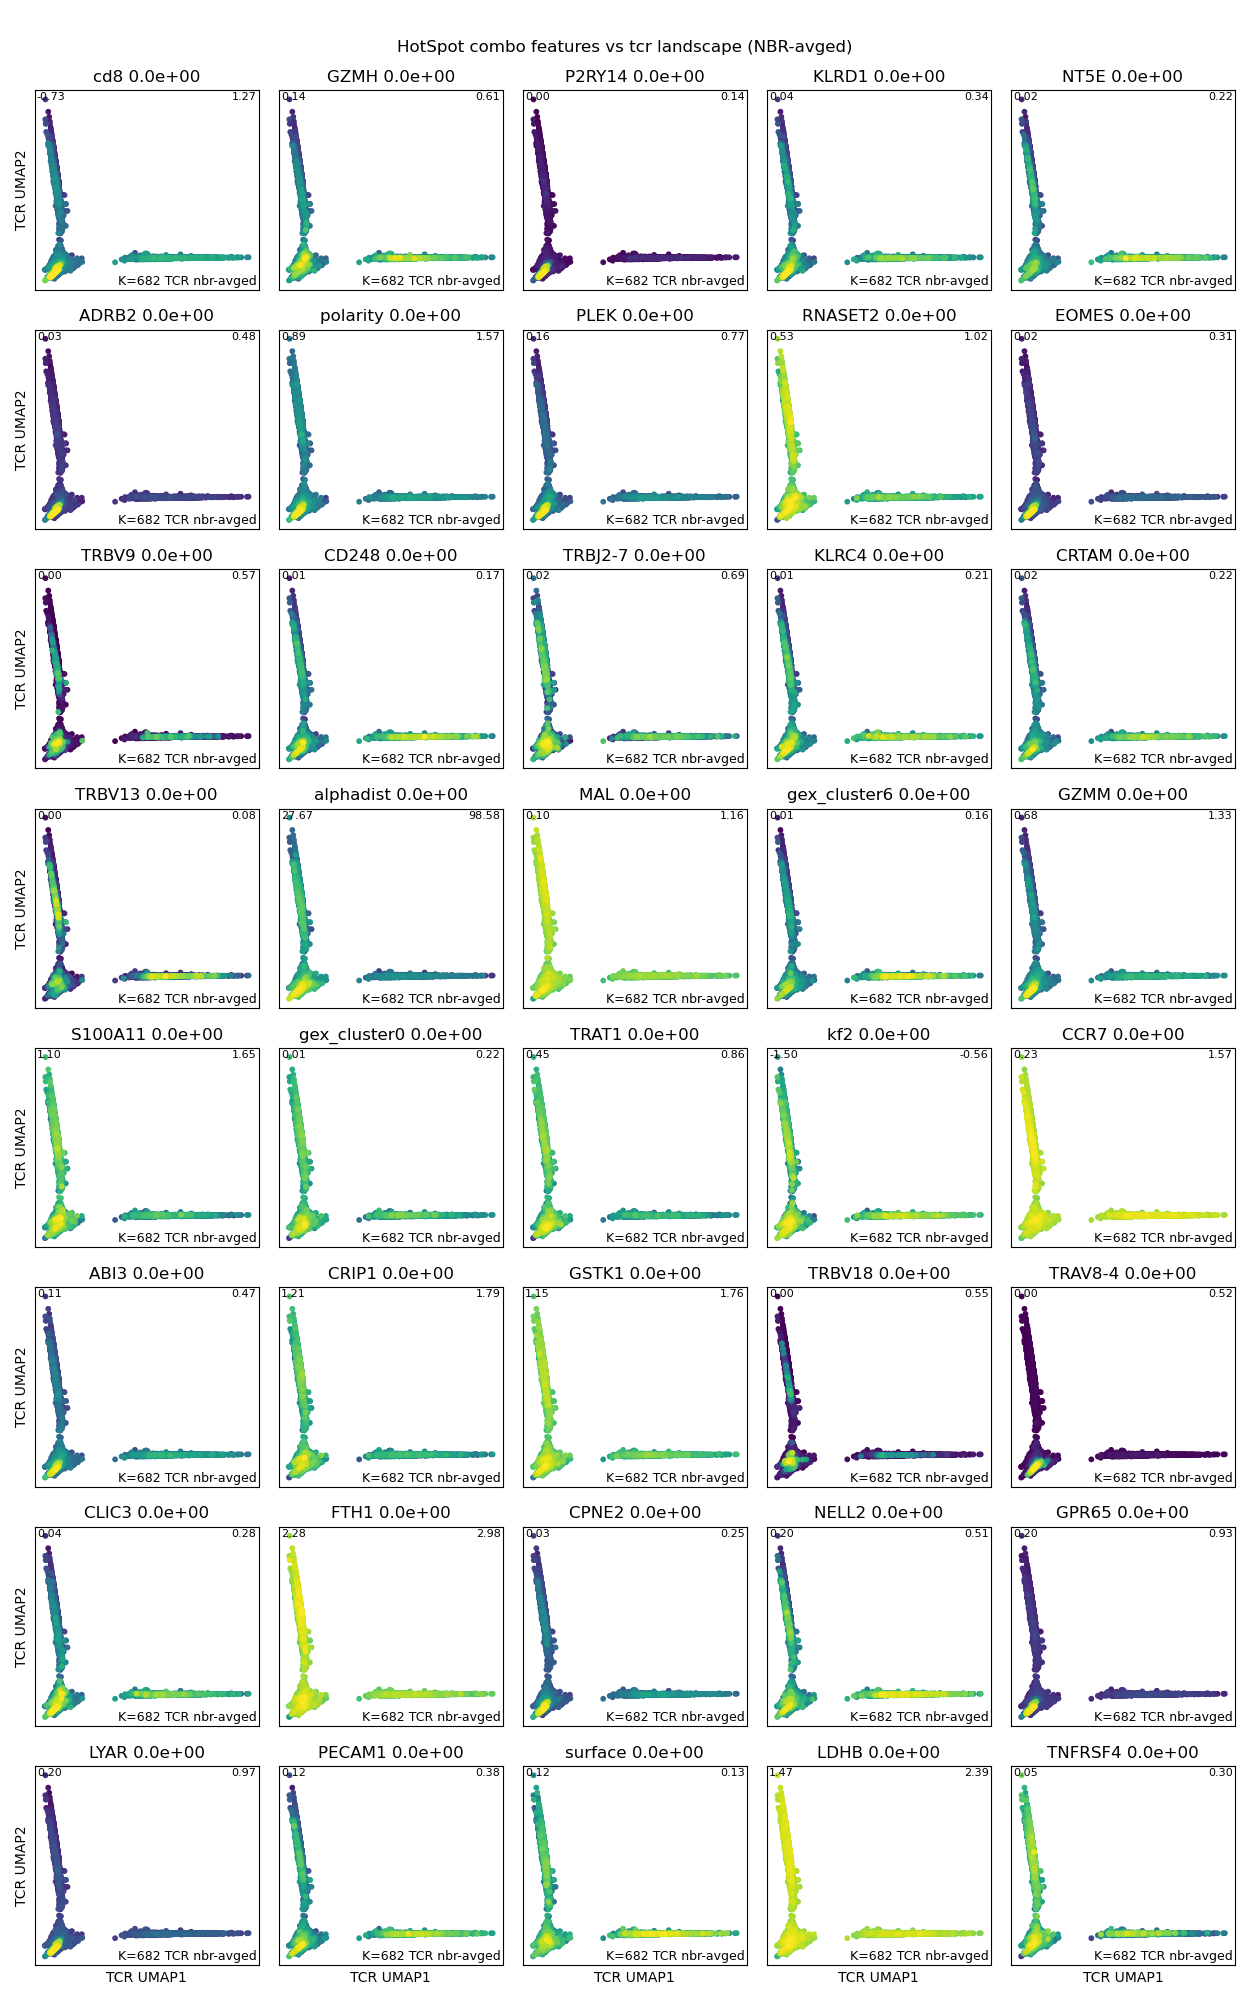 HotSpot combo features vs tcr landscape (NBR-avged)
cd8 0.0e+00 GZMH 0.0e+00 P2RY14 0.0e+00 KLRD1 0.0e+00 NT5E 0.0e+00
-0.73 1.27 0.14 0.61 0.00 0.14 0.04 0.34 0.02 0.22
TCR UMAP2
K=682 TCR nbr-avged K=682 TCR nbr-avged K=682 TCR nbr-avged K=682 TCR nbr-avged K=682 TCR nbr-avged
ADRB2 0.0e+00 polarity 0.0e+00 PLEK 0.0e+00 RNASET2 0.0e+00 EOMES 0.0e+00
0.03 0.48 0.89 1.57 0.16 0.77 0.53 1.02 0.02 0.31
TCR UMAP2
K=682 TCR nbr-avged K=682 TCR nbr-avged K=682 TCR nbr-avged K=682 TCR nbr-avged K=682 TCR nbr-avged
TRBV9 0.0e+00 CD248 0.0e+00 TRBJ2-7 0.0e+00 KLRC4 0.0e+00 CRTAM 0.0e+00
0.00 0.57 0.01 0.17 0.02 0.69 0.01 0.21 0.02 0.22
TCR UMAP2
K=682 TCR nbr-avged K=682 TCR nbr-avged K=682 TCR nbr-avged K=682 TCR nbr-avged K=682 TCR nbr-avged
TRBV13 0.0e+00 alphadist 0.0e+00 MAL 0.0e+00 gex_cluster6 0.0e+00 GZMM 0.0e+00
0.00 0.08 27.67 98.58 0.10 1.16 0.01 0.16 0.68 1.33
TCR UMAP2
K=682 TCR nbr-avged K=682 TCR nbr-avged K=682 TCR nbr-avged K=682 TCR nbr-avged K=682 TCR nbr-avged
S100A11 0.0e+00 gex_cluster0 0.0e+00 TRAT1 0.0e+00 kf2 0.0e+00 CCR7 0.0e+00
1.10 1.65 0.01 0.22 0.45 0.86 -1.50 -0.56 0.23 1.57
TCR UMAP2
K=682 TCR nbr-avged K=682 TCR nbr-avged K=682 TCR nbr-avged K=682 TCR nbr-avged K=682 TCR nbr-avged
ABI3 0.0e+00 CRIP1 0.0e+00 GSTK1 0.0e+00 TRBV18 0.0e+00 TRAV8-4 0.0e+00
0.11 0.47 1.21 1.79 1.15 1.76 0.00 0.55 0.00 0.52
TCR UMAP2
K=682 TCR nbr-avged K=682 TCR nbr-avged K=682 TCR nbr-avged K=682 TCR nbr-avged K=682 TCR nbr-avged
CLIC3 0.0e+00 FTH1 0.0e+00 CPNE2 0.0e+00 NELL2 0.0e+00 GPR65 0.0e+00
0.04 0.28 2.28 2.98 0.03 0.25 0.20 0.51 0.20 0.93
TCR UMAP2
K=682 TCR nbr-avged K=682 TCR nbr-avged K=682 TCR nbr-avged K=682 TCR nbr-avged K=682 TCR nbr-avged
LYAR 0.0e+00 PECAM1 0.0e+00 surface 0.0e+00 LDHB 0.0e+00 TNFRSF4 0.0e+00
0.20 0.97 0.12 0.38 0.12 0.13 1.47 2.39 0.05 0.30
TCR UMAP2
K=682 TCR nbr-avged K=682 TCR nbr-avged K=682 TCR nbr-avged K=682 TCR nbr-avged K=682 TCR nbr-avged
TCR UMAP1 TCR UMAP1 TCR UMAP1 TCR UMAP1 TCR UMAP1